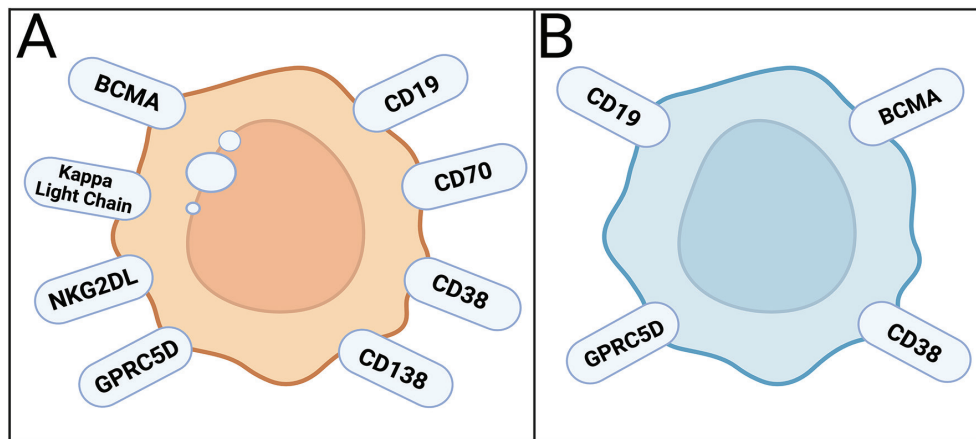 A
BCMA
CD19
Kappa
Light Chain
CD70
NKG2DL
CD38
GPRC5D
CD138
B
CD19
BCMA
GPRC5D
CD38